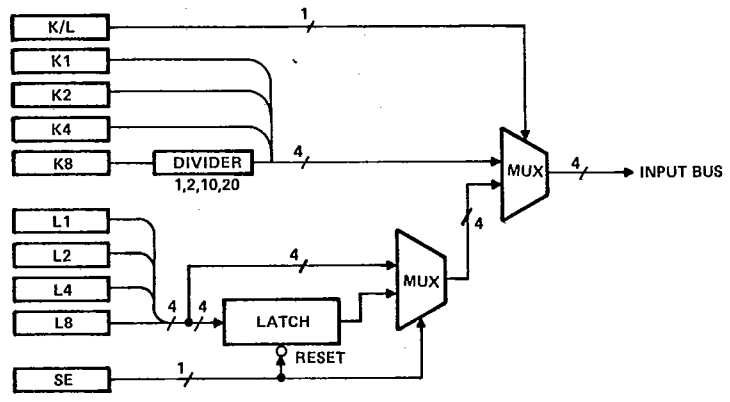 K/L
1
K1
K2
K4
K8
DIVIDER
1,2,10,20
4
MUX
4
INPUT BUS
L1
L2
L4
L8
4
4
4
LATCH
MUX
4
RESET
SE
1